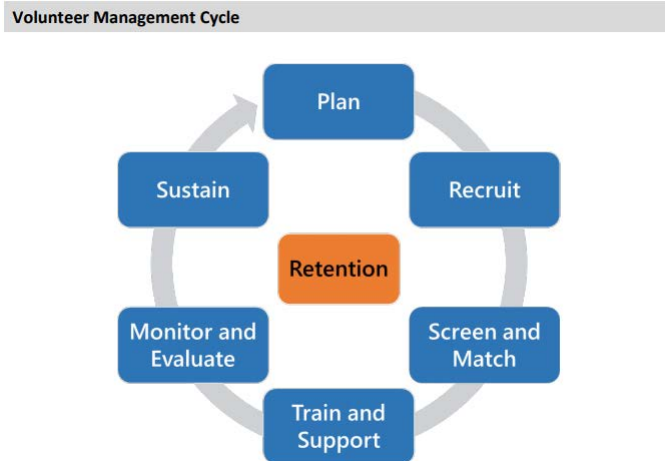 Volunteer Management Cycle
Plan
Recruit
Screen and
Match
Train and
Support
Monitor and
Evaluate
Sustain
Retention